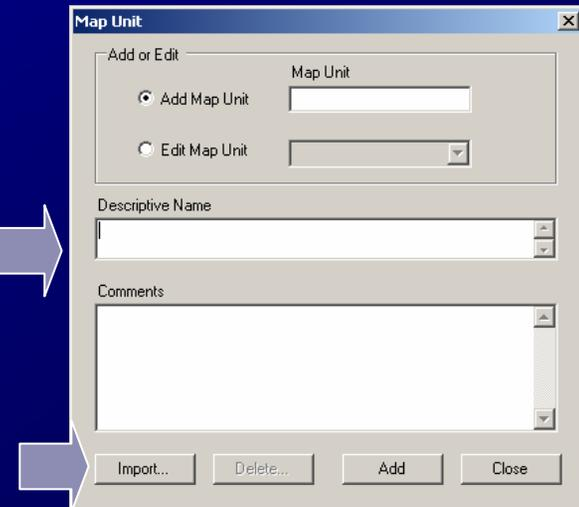 Map Unit
Add or Edit
Map Unit
Add Map Unit
Edit Map Unit
Descriptive Name
Comments
Import... Delete... Add Close